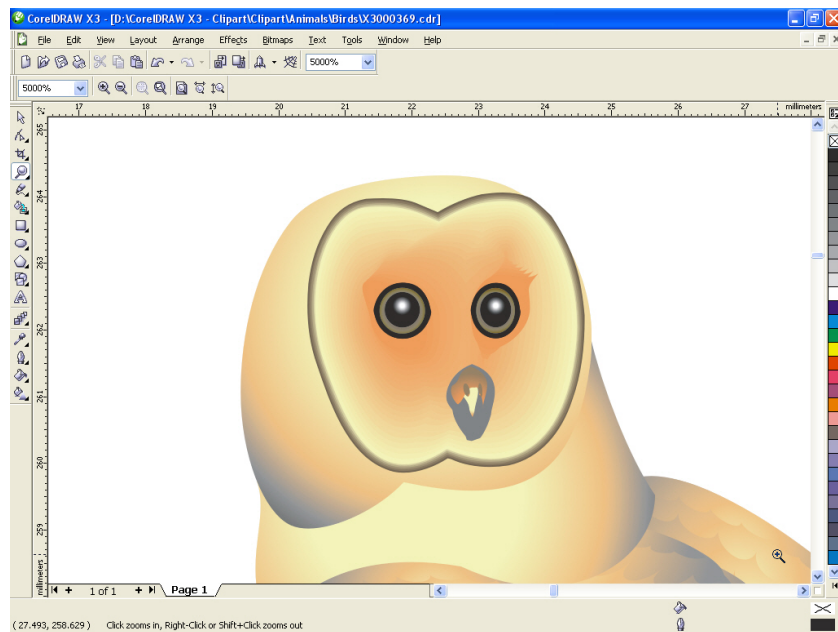 CorelDRAW X3 - [D:\CorelDRAW X3 - Clipart\Clipart\Animals\Birds\X3000369.cdr]
File Edit View Layout Arrange Effects Bitmaps Text Tools Window Help
5000%
5000%
17 18 19 20 21 22 23 24 25 26 27 millimeters
265
264
263
262
261
260
259
millimeters
1 of 1 Page 1
( 27.493, 258.629 ) Click zooms in, Right-Click or Shift+Click zooms out